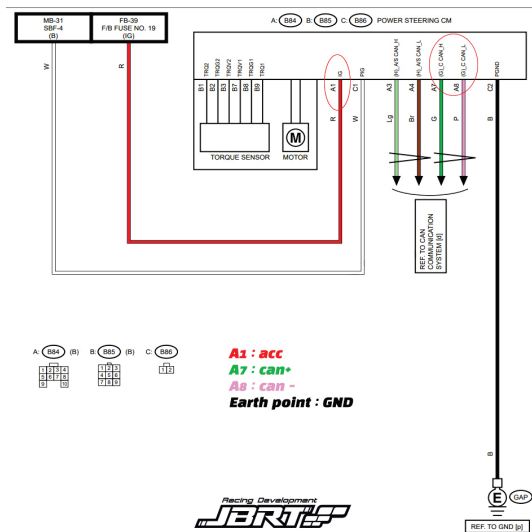 MB-31
SBF-4
(B)
FB-39
F/B FUSE NO. 19
(IG)
A: B84 B: B85 C: B86 POWER STEERING CM
TRQ2
TRQG2
TRQV2
TRQV1
TRQG1
TRQ1
IG
PIG
(H)_A/S CAN_H
(H)_A/S CAN_L
(G)_C CAN_H
(G)_C CAN_L
PGND
B1
B2
B3
B7
B8
B9
A1
C1
A3
A4
A7
A8
C2
W
R
R
W
Lg
Br
G
P
B
TORQUE SENSOR
M
MOTOR
REF. TO CAN
COMMUNICATION
SYSTEM [d]
A: B84 (B)
B: B85 (B)
C: B86
1 2 3 4
5 6 7 8
9 10
1 2 3
4 5 6
7 8 9
1 2
A1 : acc
A7 : can+
A8 : can -
Earth point : GND
B
E
GAP
REF. TO GND [p]
Racing Development
JBRT